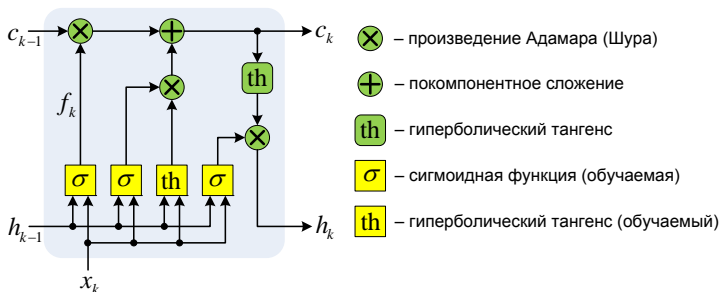 c_{k-1}
c_k
f_k
th
σ
σ
th
σ
h_{k-1}
h_k
x_k
– произведение Адамара (Шура)
– покомпонентное сложение
th – гиперболический тангенс
σ – сигмоидная функция (обучаемая)
th – гиперболический тангенс (обучаемый)